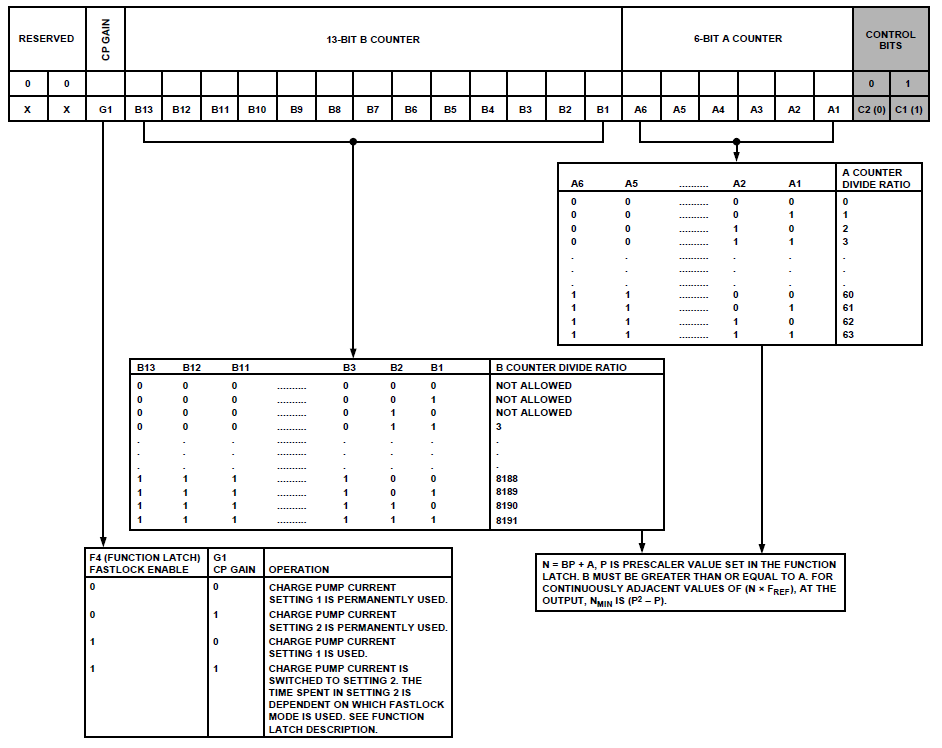 RESERVED
CP GAIN
13-BIT B COUNTER
6-BIT A COUNTER
CONTROL
BITS
0 0 0 1
X X G1 B13 B12 B11 B10 B9 B8 B7 B6 B5 B4 B3 B2 B1 A6 A5 A4 A3 A2 A1 C2 (0) C1 (1)
A COUNTER
A6 A5 .......... A2 A1 DIVIDE RATIO
0 0 .......... 0 0 0
0 0 .......... 0 1 1
0 0 .......... 1 0 2
0 0 .......... 1 1 3
. . .......... . . .
. . .......... . . .
. . .......... . . .
1 1 .......... 0 0 60
1 1 .......... 0 1 61
1 1 .......... 1 0 62
1 1 .......... 1 1 63
B13 B12 B11 B3 B2 B1 B COUNTER DIVIDE RATIO
0 0 0 .......... 0 0 0 NOT ALLOWED
0 0 0 .......... 0 0 1 NOT ALLOWED
0 0 0 .......... 0 1 0 NOT ALLOWED
0 0 0 .......... 0 1 1 3
. . . .......... . . . .
. . . .......... . . . .
. . . .......... . . . .
1 1 1 .......... 1 0 0 8188
1 1 1 .......... 1 0 1 8189
1 1 1 .......... 1 1 0 8190
1 1 1 .......... 1 1 1 8191
F4 (FUNCTION LATCH) G1
FASTLOCK ENABLE CP GAIN OPERATION
0 0 CHARGE PUMP CURRENT
SETTING 1 IS PERMANENTLY USED.
0 1 CHARGE PUMP CURRENT
SETTING 2 IS PERMANENTLY USED.
1 0 CHARGE PUMP CURRENT
SETTING 1 IS USED.
1 1 CHARGE PUMP CURRENT IS
SWITCHED TO SETTING 2. THE
TIME SPENT IN SETTING 2 IS
DEPENDENT ON WHICH FASTLOCK
MODE IS USED. SEE FUNCTION
LATCH DESCRIPTION.
N = BP + A, P IS PRESCALER VALUE SET IN THE FUNCTION
LATCH. B MUST BE GREATER THAN OR EQUAL TO A. FOR
CONTINUOUSLY ADJACENT VALUES OF (N × FREF), AT THE
OUTPUT, NMIN IS (P² – P).